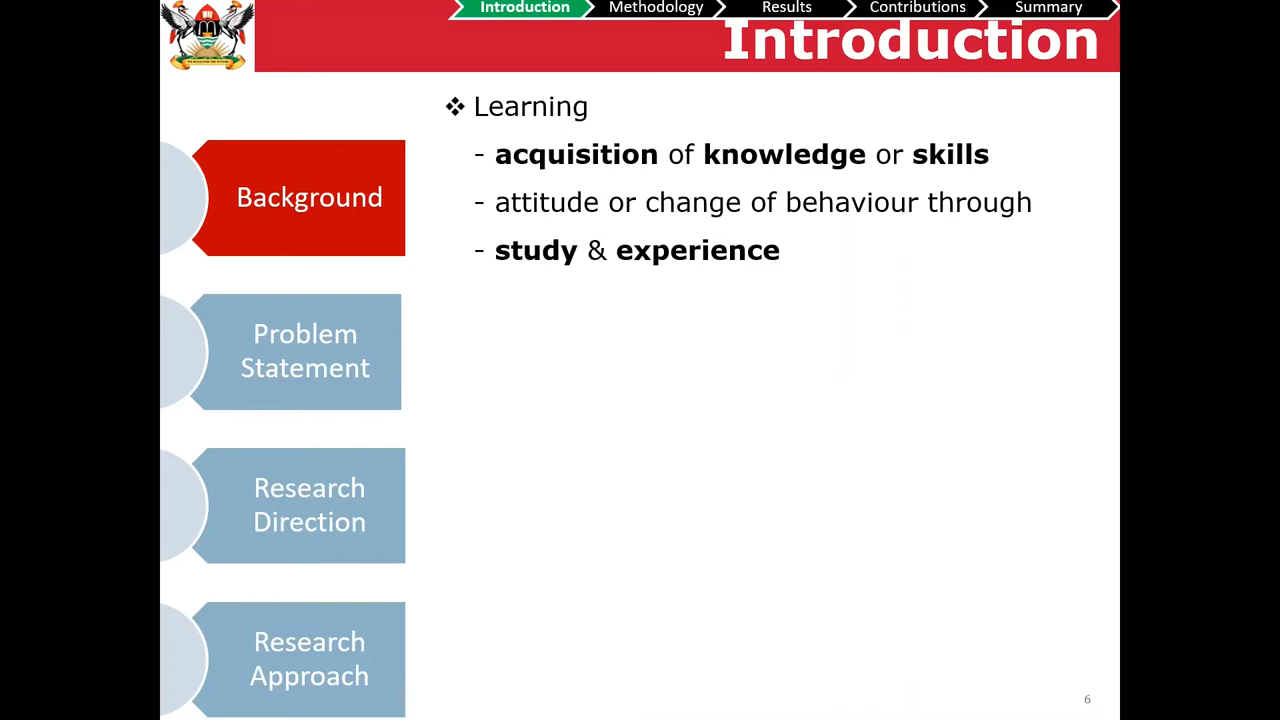 Introduction Methodology Results Contributions Summary
Introduction
❖ Learning
- acquisition of knowledge or skills
- attitude or change of behaviour through
- study & experience
Background
Problem
Statement
Research
Direction
Research
Approach
6